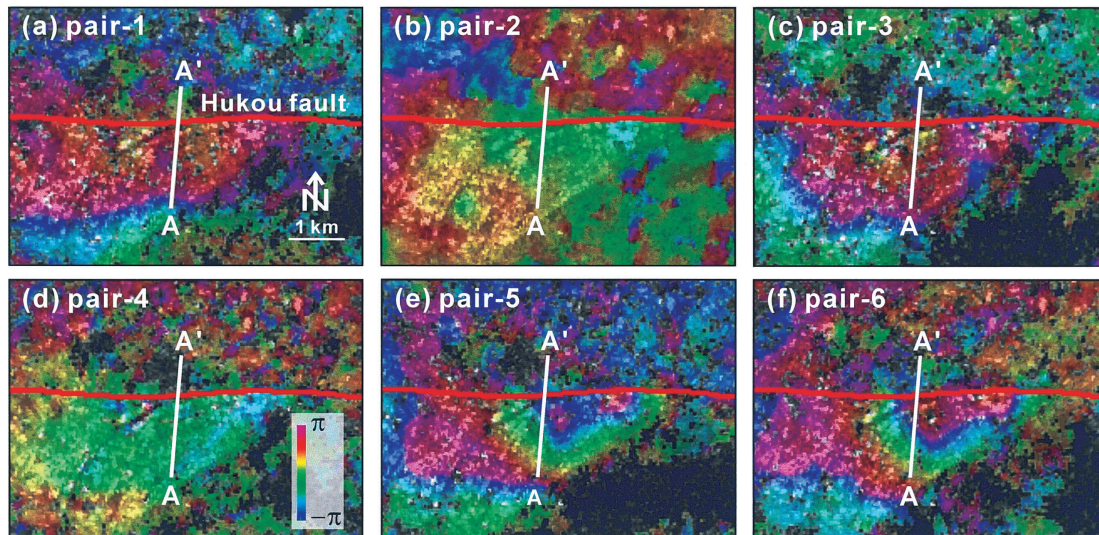 (a) pair-1
A'
Hukou fault
A
N
1 km
(b) pair-2
A'
A
(c) pair-3
A'
A
(d) pair-4
A'
A
π
−π
(e) pair-5
A'
A
(f) pair-6
A'
A